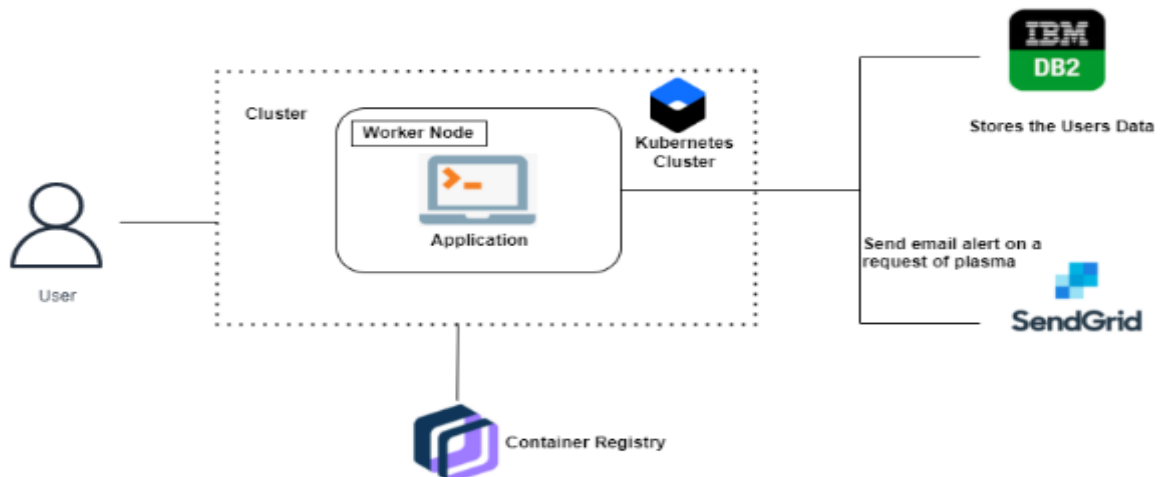 IBM
DB2
Stores the Users Data
Cluster
Worker Node
Kubernetes
Cluster
Application
User
Send email alert on a
request of plasma
SendGrid
Container Registry